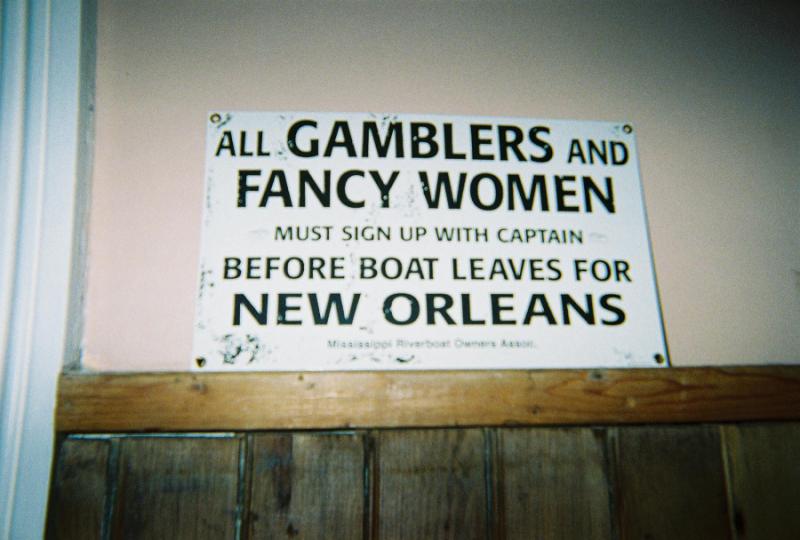 ALL GAMBLERS AND
FANCY WOMEN
MUST SIGN UP WITH CAPTAIN
BEFORE BOAT LEAVES FOR
NEW ORLEANS
Mississippi Riverboat Owners Assoc.